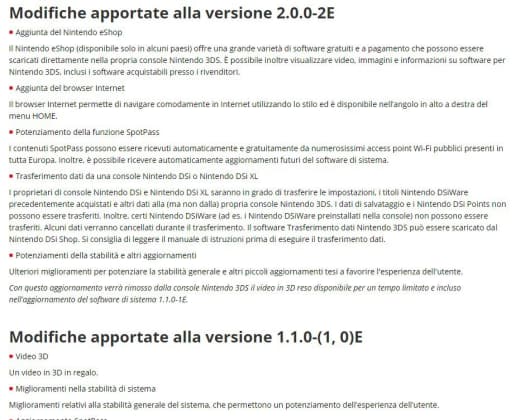 Modifiche apportate alla versione 2.0.0-2E
• Aggiunta del Nintendo eShop
Il Nintendo eShop (disponibile solo in alcuni paesi) offre una grande varietà di software gratuiti e a pagamento che possono essere
scaricati direttamente nella propria console Nintendo 3DS. È possibile inoltre visualizzare video, immagini e informazioni su software per
Nintendo 3DS, inclusi i software acquistabili presso i rivenditori.
• Aggiunta del browser Internet
Il browser Internet permette di navigare comodamente in Internet utilizzando lo stilo ed è disponibile nell'angolo in alto a destra del
menu HOME.
• Potenziamento della funzione SpotPass
I contenuti SpotPass possono essere ricevuti automaticamente e gratuitamente da numerosissimi access point Wi-Fi pubblici presenti in
tutta Europa. Inoltre, è possibile ricevere automaticamente aggiornamenti futuri del software di sistema.
• Trasferimento dati da una console Nintendo DSi o Nintendo DSi XL
I proprietari di console Nintendo DSi e Nintendo DSi XL saranno in grado di trasferire le impostazioni, i titoli Nintendo DSiWare
precedentemente acquistati e altri dati alla (ma non dalla) propria console Nintendo 3DS. I dati di salvataggio e i Nintendo DSi Points non
possono essere trasferiti. Inoltre, certi Nintendo DSiWare (ad es. i Nintendo DSiWare preinstallati nella console) non possono essere
trasferiti. Alcuni dati verranno cancellati durante il trasferimento. Il software Trasferimento dati Nintendo 3DS può essere scaricato dal
Nintendo DSi Shop. Si consiglia di leggere il manuale di istruzioni prima di eseguire il trasferimento dati.
• Potenziamenti della stabilità e altri aggiornamenti
Ulteriori miglioramenti per potenziare la stabilità generale e altri piccoli aggiornamenti tesi a favorire l'esperienza dell'utente.
Con questo aggiornamento verrà rimosso dalla console Nintendo 3DS il video in 3D reso disponibile per un tempo limitato e incluso
nell'aggiornamento del software di sistema 1.1.0-1E.
Modifiche apportate alla versione 1.1.0-(1, 0)E
• Video 3D
Un video in 3D in regalo.
• Miglioramenti nella stabilità di sistema
Miglioramenti relativi alla stabilità generale del sistema, che permettono un potenziamento dell'esperienza dell'utente.